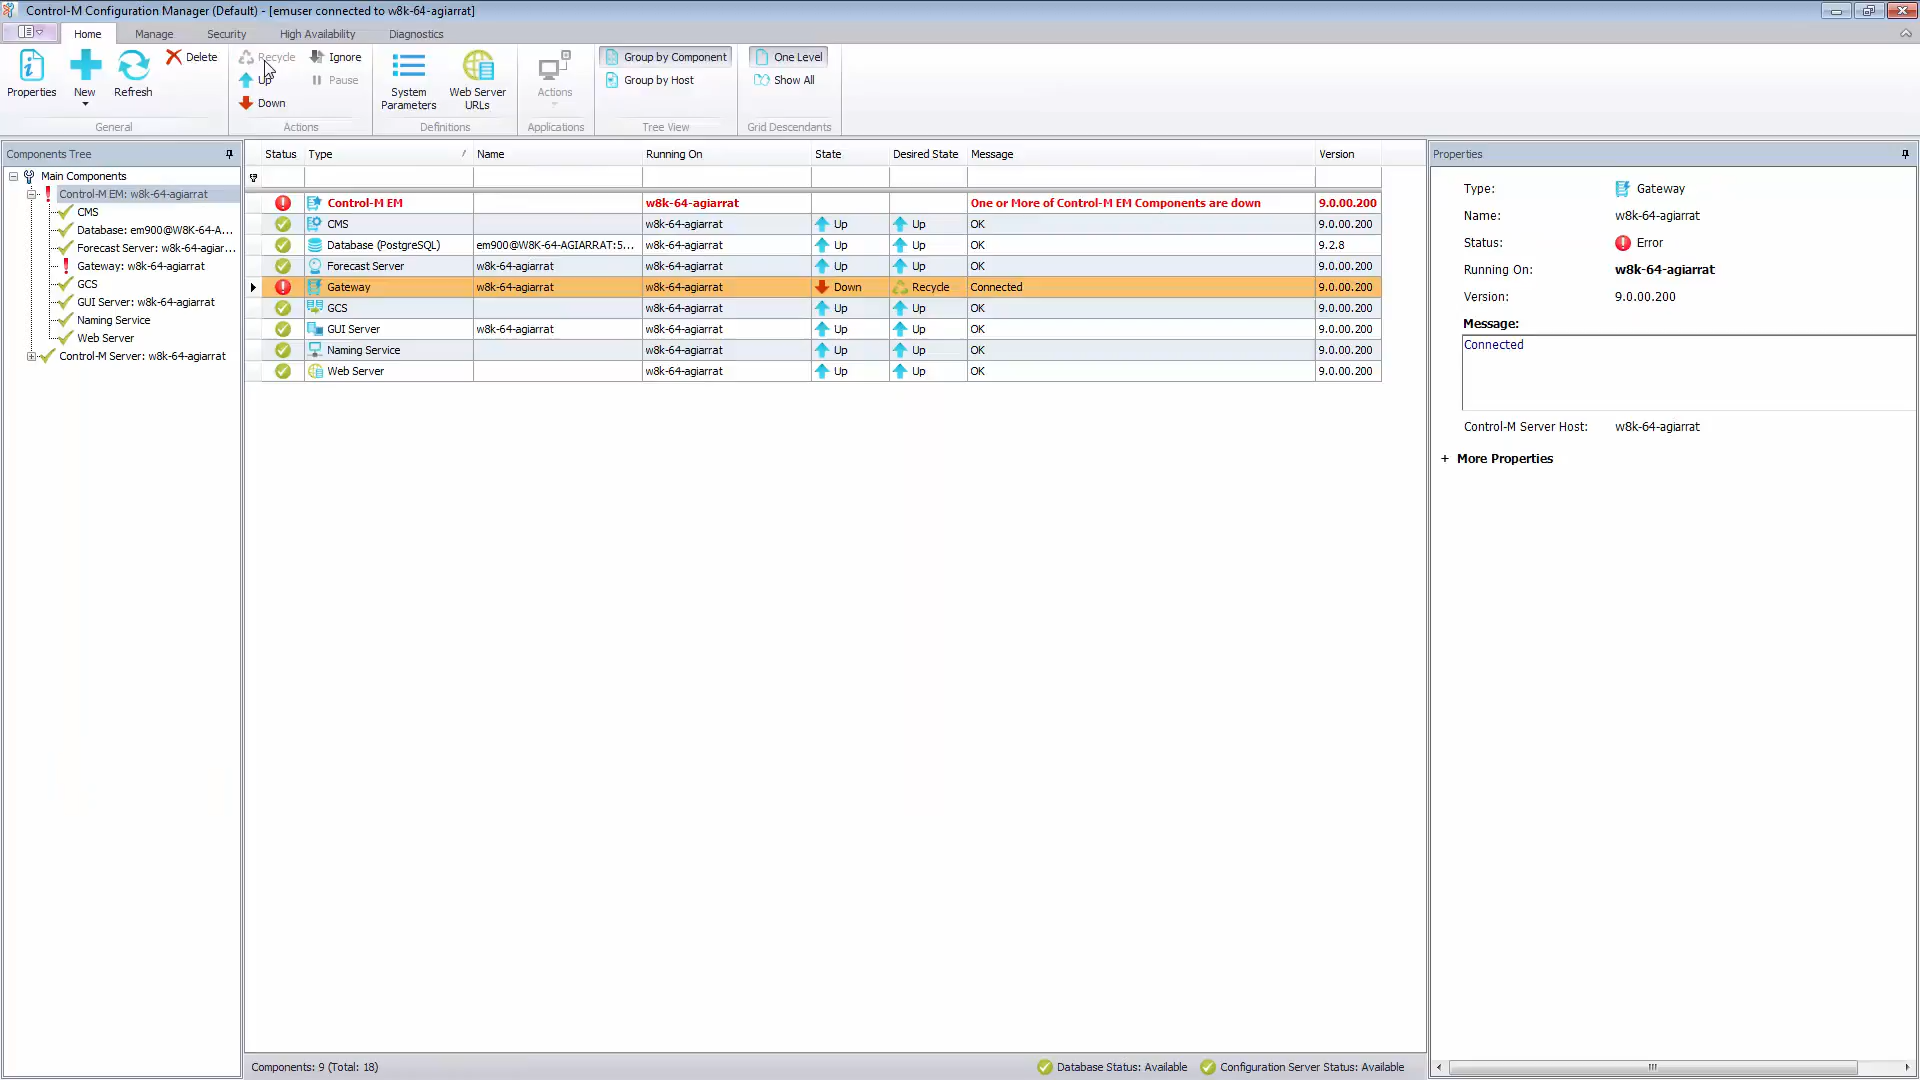 Control-M Configuration Manager (Default) - [emuser connected to w8k-64-agiarrat]
Home Manage Security High Availability Diagnostics
Properties New Refresh Delete
General
Recycle Ignore
Up Pause
Down
Actions
System Parameters Web Server URLs
Definitions
Actions
Applications
Group by Component
Group by Host
Tree View
One Level
Show All
Grid Descendants
Components Tree
Main Components
Control-M EM: w8k-64-agiarrat
CMS
Database: em900@W8K-64-A...
Forecast Server: w8k-64-agiar...
Gateway: w8k-64-agiarrat
GCS
GUI Server: w8k-64-agiarrat
Naming Service
Web Server
Control-M Server: w8k-64-agiarrat
Status Type / Name Running On State Desired State Message Version
Control-M EM w8k-64-agiarrat One or More of Control-M EM Components are down 9.0.00.200
CMS w8k-64-agiarrat Up Up OK 9.0.00.200
Database (PostgreSQL) em900@W8K-64-AGIARRAT:5... w8k-64-agiarrat Up Up OK 9.2.8
Forecast Server w8k-64-agiarrat w8k-64-agiarrat Up Up OK 9.0.00.200
Gateway w8k-64-agiarrat w8k-64-agiarrat Down Recycle Connected 9.0.00.200
GCS w8k-64-agiarrat Up Up OK 9.0.00.200
GUI Server w8k-64-agiarrat w8k-64-agiarrat Up Up OK 9.0.00.200
Naming Service w8k-64-agiarrat Up Up OK 9.0.00.200
Web Server w8k-64-agiarrat Up Up OK 9.0.00.200
Properties
Type: Gateway
Name: w8k-64-agiarrat
Status: Error
Running On: w8k-64-agiarrat
Version: 9.0.00.200
Message:
Connected
Control-M Server Host: w8k-64-agiarrat
+ More Properties
Components: 9 (Total: 18) Database Status: Available Configuration Server Status: Available